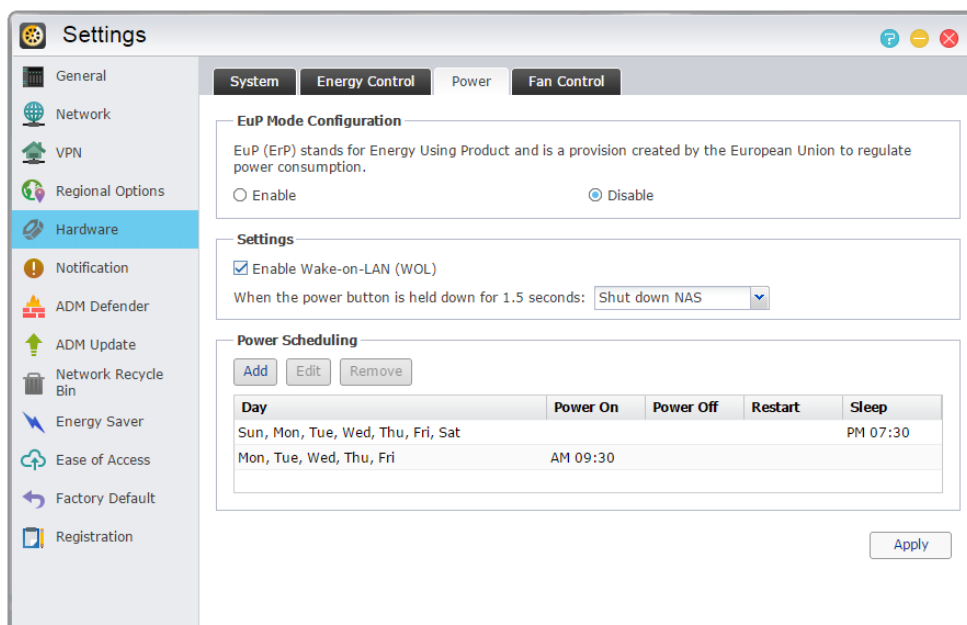 Settings
General
Network
VPN
Regional Options
Hardware
Notification
ADM Defender
ADM Update
Network Recycle
Bin
Energy Saver
Ease of Access
Factory Default
Registration
System Energy Control Power Fan Control
EuP Mode Configuration
EuP (ErP) stands for Energy Using Product and is a provision created by the European Union to regulate
power consumption.
Enable Disable
Settings
Enable Wake-on-LAN (WOL)
When the power button is held down for 1.5 seconds: Shut down NAS
Power Scheduling
Add Edit Remove
Day Power On Power Off Restart Sleep
Sun, Mon, Tue, Wed, Thu, Fri, Sat PM 07:30
Mon, Tue, Wed, Thu, Fri AM 09:30
Apply